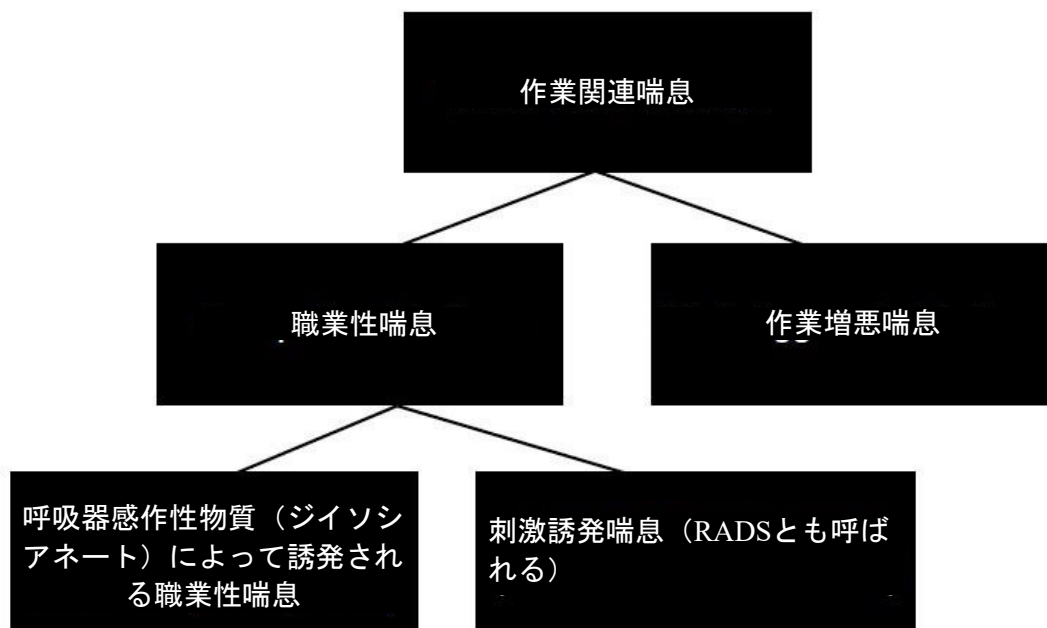 作業関連喘息
職業性喘息
作業増悪喘息
呼吸器感作性物質（ジイソシ
アネート）によって誘発され
る職業性喘息
刺激誘発喘息（RADSとも呼ば
れる）